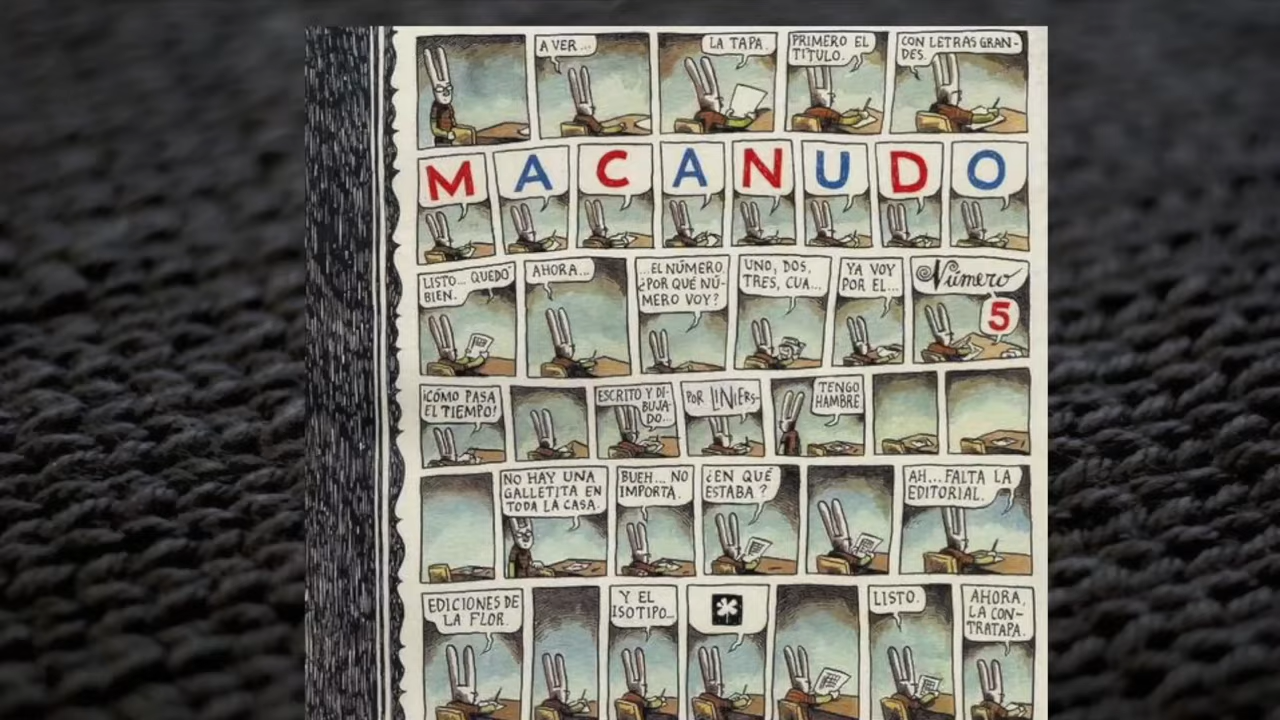 A VER...
LA TAPA.
PRIMERO EL
TÍTULO.
CON LETRAS GRAN-
DES.
M A C A N U D O
LISTO... QUEDÓ
BIEN.
AHORA...
...EL NÚMERO
¿POR QUÉ NÚ-
MERO VOY?
UNO, DOS,
TRES, CUA...
YA VOY
POR EL...
Número
5
¡CÓMO PASA
EL TIEMPO!
ESCRITO Y DI-
BUJA-
DO...
POR LINIERS-
TENGO
HAMBRE
NO HAY UNA
GALLETITA EN
TODA LA CASA.
BUEH... NO
IMPORTA.
¿EN QUÉ
ESTABA?
AH... FALTA LA
EDITORIAL.
EDICIONES DE
LA FLOR.
Y EL
ISOTIPO...
LISTO.
AHORA,
LA CON-
TRATAPA.